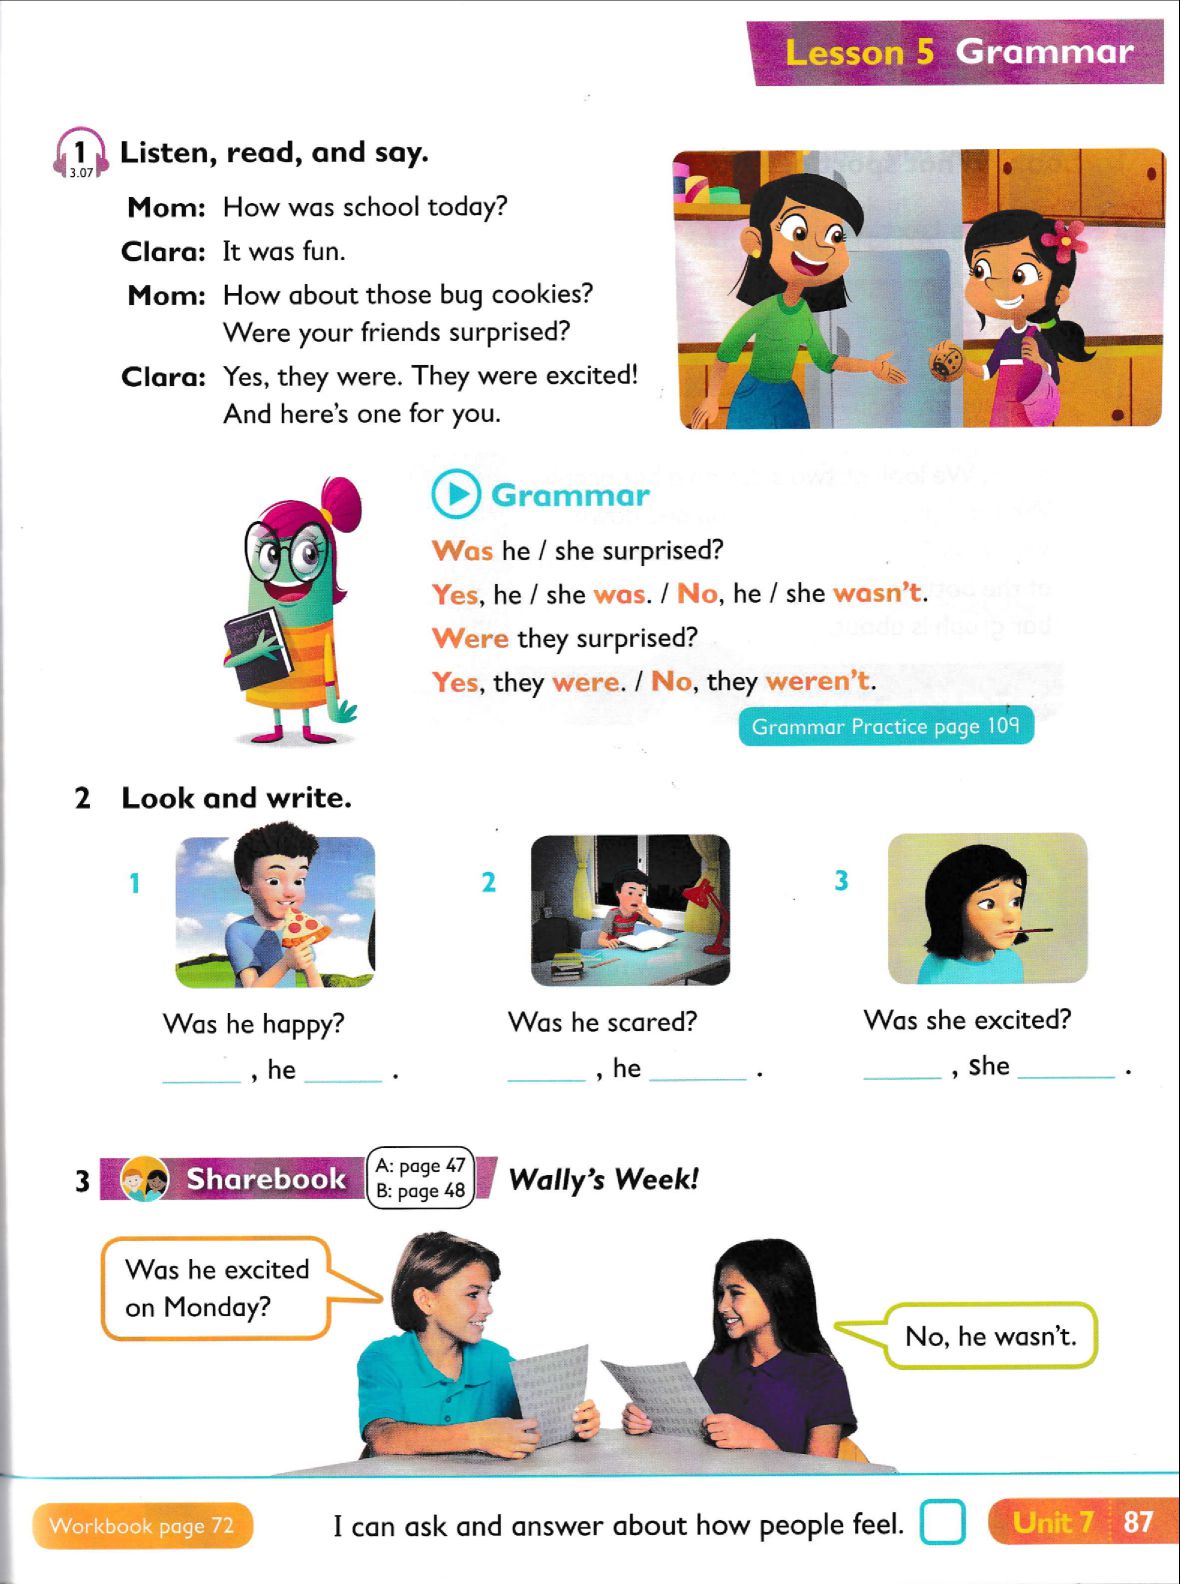 Lesson 5 Grammar
1
3.07
Listen, read, and say.
Mom: How was school today?
Clara: It was fun.
Mom: How about those bug cookies?
Were your friends surprised?
Clara: Yes, they were. They were excited!
And here's one for you.
Grammar
Was he / she surprised?
Yes, he / she was. / No, he / she wasn't.
Were they surprised?
Yes, they were. / No, they weren't.
Grammar Practice page 109
2 Look and write.
1
2
3
Was he happy?
Was he scared?
Was she excited?
______ , he ______ .
______ , he ______ .
______ , She ______ .
3 Sharebook
A: page 47
B: page 48
Wally's Week!
Was he excited
on Monday?
No, he wasn't.
Workbook page 72
I can ask and answer about how people feel.
Unit 7 87